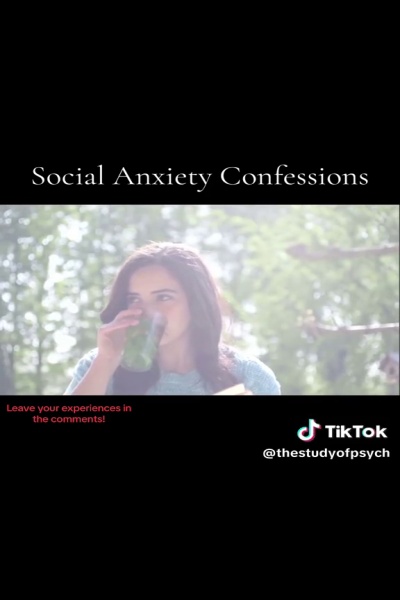 Social Anxiety Confessions
Leave your experiences in
the comments!
TikTok
@thestudyofpsych